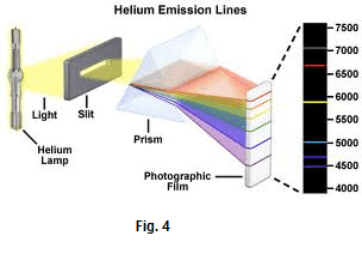 Helium Emission Lines
7500
7000
6500
6000
5500
5000
4500
4000
Light
Slit
Helium
Lamp
Prism
Photographic
Film
Fig. 4